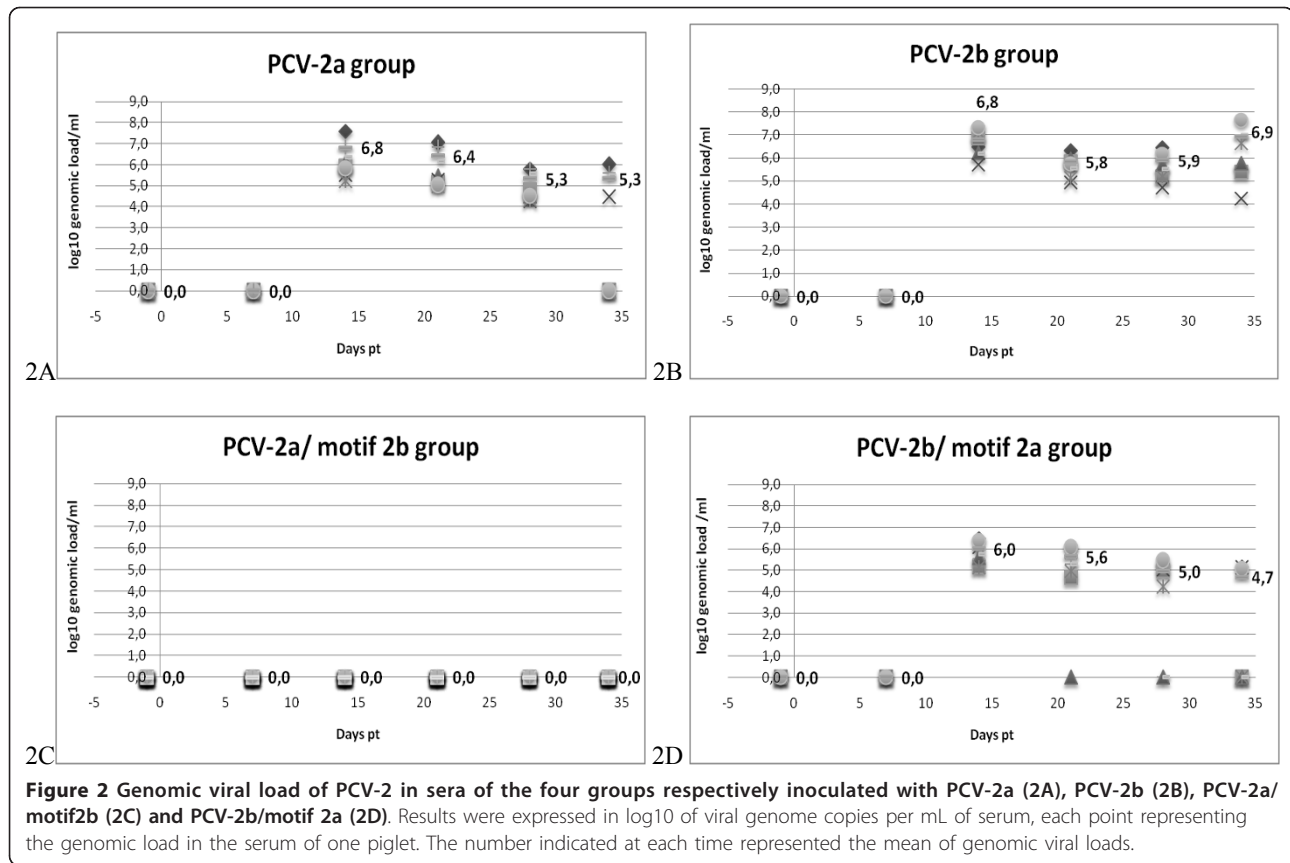 PCV-2a group
log10 genomic load/ml
9,0
8,0
7,0
6,0
5,0
4,0
3,0
2,0
1,0
0,0
0,0
0,0
6,8
6,4
5,3
5,3
-5 0 5 10 15 20 25 30 35
Days pt
2A
PCV-2b group
log10 genomic load/ml
9,0
8,0
7,0
6,0
5,0
4,0
3,0
2,0
1,0
0,0
0,0
0,0
6,8
5,8
5,9
6,9
-5 0 5 10 15 20 25 30 35
Days pt
2B
PCV-2a/ motif 2b group
log10 genomic load/ml
9,0
8,0
7,0
6,0
5,0
4,0
3,0
2,0
1,0
0,0
0,0 0,0 0,0 0,0 0,0 0,0
-5 0 5 10 15 20 25 30 35
Days pt
2C
PCV-2b/ motif 2a group
log10 genomic load /ml
9,0
8,0
7,0
6,0
5,0
4,0
3,0
2,0
1,0
0,0
0,0
0,0
6,0
5,6
5,0
4,7
-5 0 5 10 15 20 25 30 35
Days pt
2D
Figure 2 Genomic viral load of PCV-2 in sera of the four groups respectively inoculated with PCV-2a (2A), PCV-2b (2B), PCV-2a/
motif2b (2C) and PCV-2b/motif 2a (2D). Results were expressed in log10 of viral genome copies per mL of serum, each point representing
the genomic load in the serum of one piglet. The number indicated at each time represented the mean of genomic viral loads.